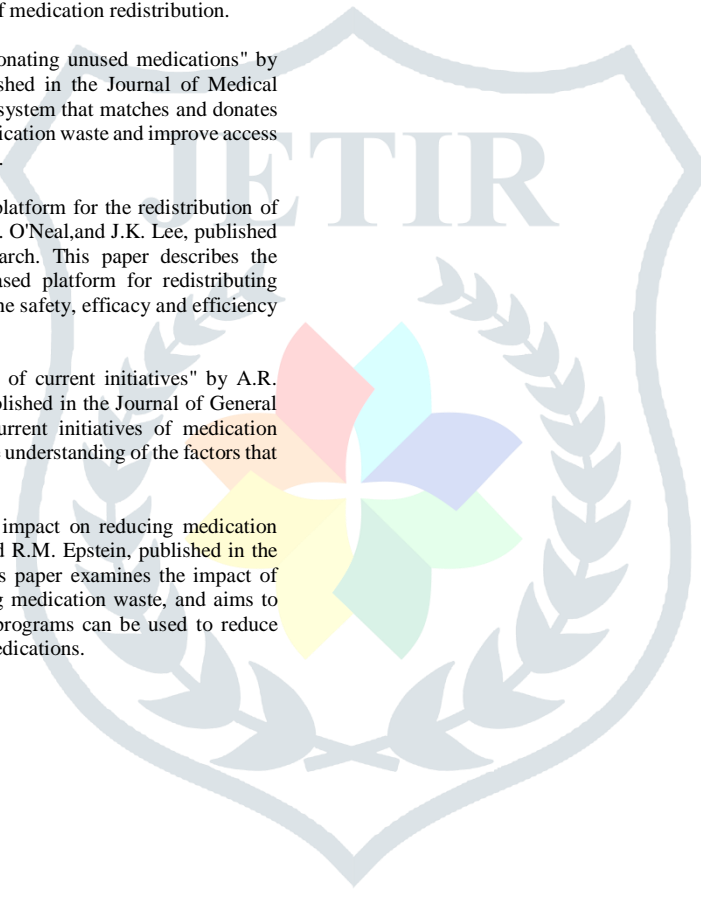 f medication redistribution.
onating unused medications" by
shed in the Journal of Medical
system that matches and donates
ication waste and improve access
.
JETIR
platform for the redistribution of
. O'Neal,and J.K. Lee, published
arch. This paper describes the
ased platform for redistributing
he safety, efficacy and efficiency
of current initiatives" by A.R.
blished in the Journal of General
urrent initiatives of medication
e understanding of the factors that
impact on reducing medication
d R.M. Epstein, published in the
s paper examines the impact of
g medication waste, and aims to
programs can be used to reduce
edications.